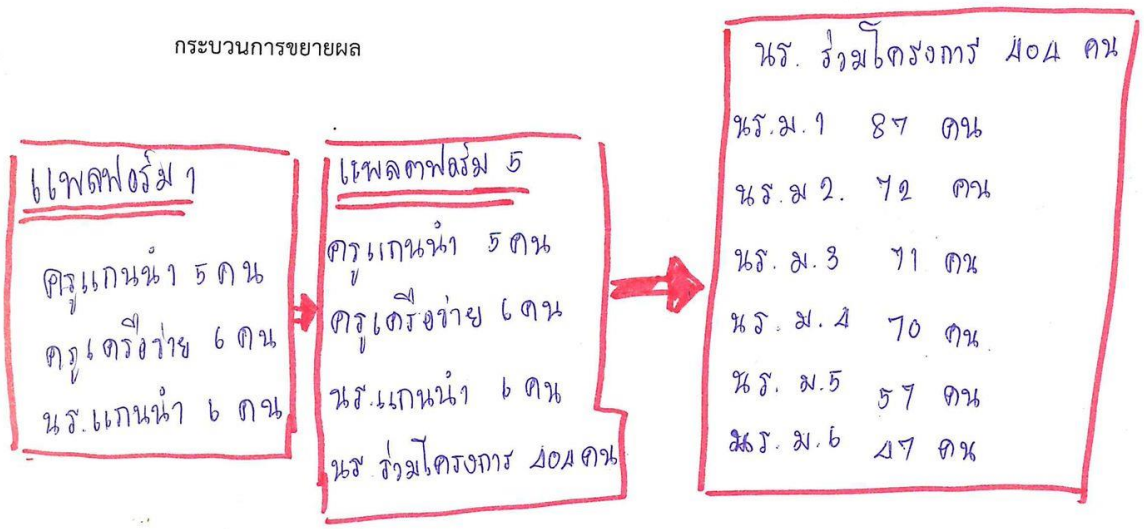 กระบวนการขยายผล
แพลฟอร์ม 1
ครูแกนนำ 5 คน
ครูเครือข่าย 6 คน
นร.แกนนำ 6 คน
แพลตฟอร์ม 5
ครูแกนนำ 5 คน
ครูเครือข่าย 6 คน
นร.แกนนำ 6 คน
นร ร่วมโครงการ 404 คน
นร. ร่วมโครงการ 404 คน
นร.ม.1 87 คน
นร.ม 2. 72 คน
นร. ม.3 71 คน
นร. ม.4 70 คน
นร. ม.5 57 คน
นร. ม.6 47 คน